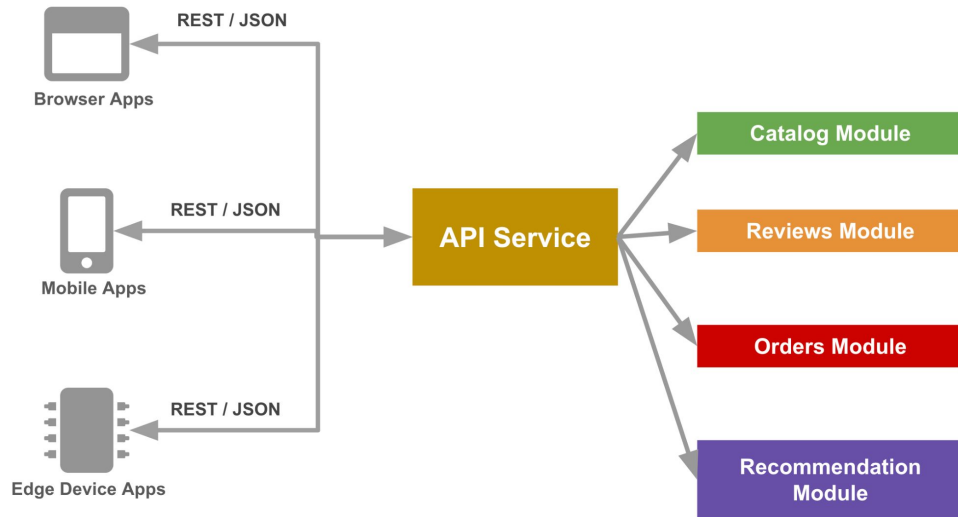 REST / JSON
Browser Apps
Catalog Module
REST / JSON
Reviews Module
API Service
Mobile Apps
Orders Module
REST / JSON
Recommendation
Module
Edge Device Apps